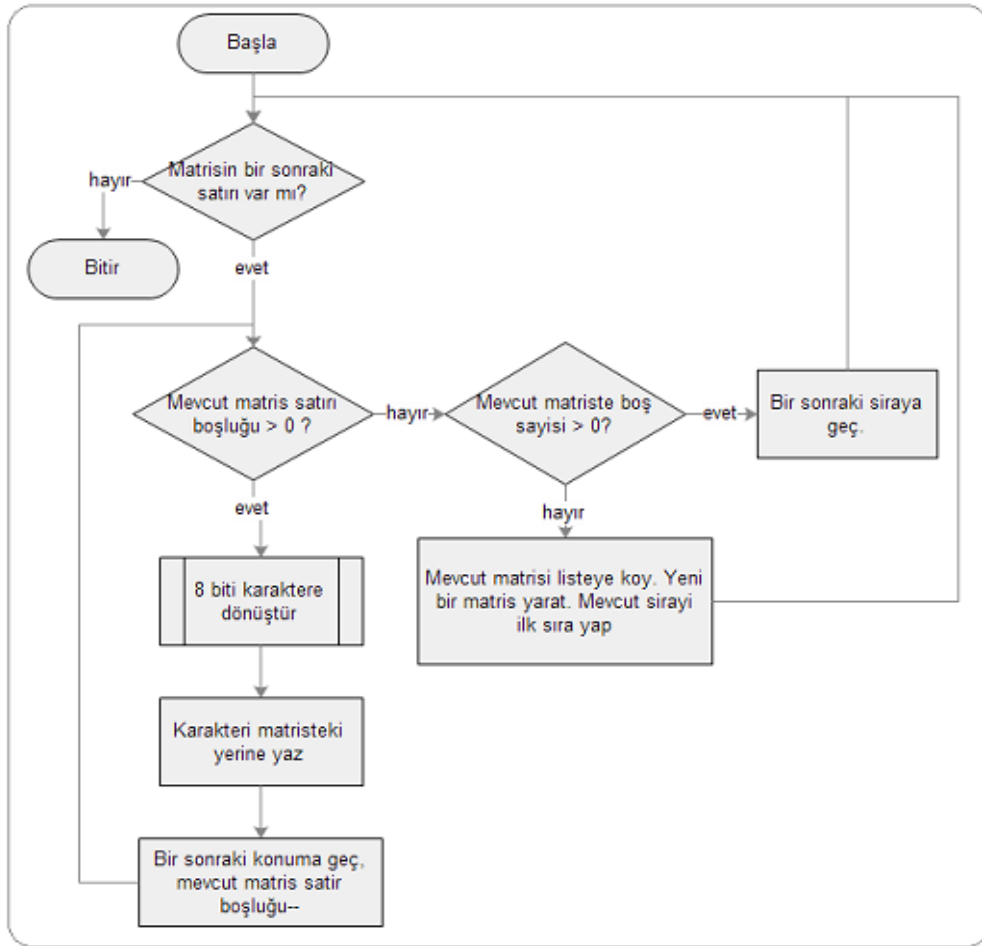 Başla
Matrisin bir sonraki
satırı var mı?
hayır
Bitir
evet
Mevcut matris satırı
boşluğu > 0 ?
hayır
Mevcut matriste boş
sayisi > 0?
evet
Bir sonraki siraya
geç.
evet
hayır
8 biti karaktere
dönüştür
Mevcut matrisi listeye koy. Yeni
bir matris yarat. Mevcut sirayi
ilk sıra yap
Karakteri matristeki
yerine yaz
Bir sonraki konuma geç,
mevcut matris satir
boşluğu--